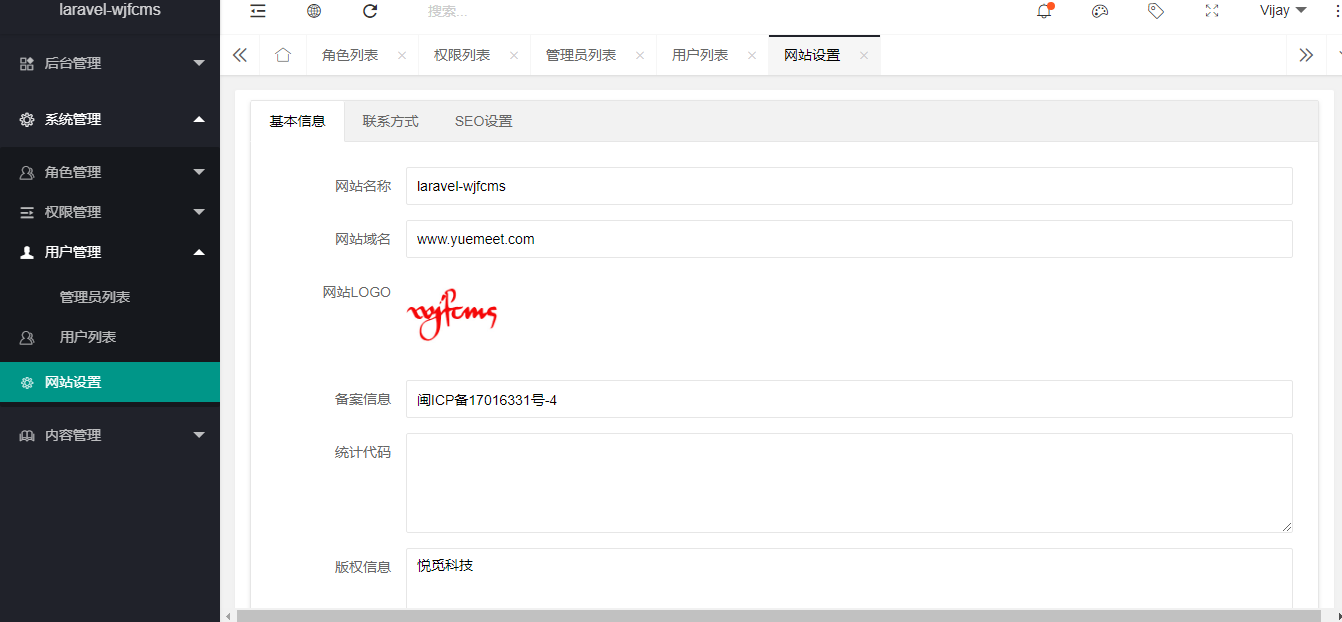 laravel-wjfcms
后台管理
系统管理
角色管理
权限管理
用户管理
管理员列表
用户列表
网站设置
内容管理
搜索...
Vijay
角色列表
权限列表
管理员列表
用户列表
网站设置
基本信息
联系方式
SEO设置
网站名称
laravel-wjfcms
网站域名
www.yuemeet.com
网站LOGO
wjfcms
备案信息
闽ICP备17016331号-4
统计代码
版权信息
悦觅科技